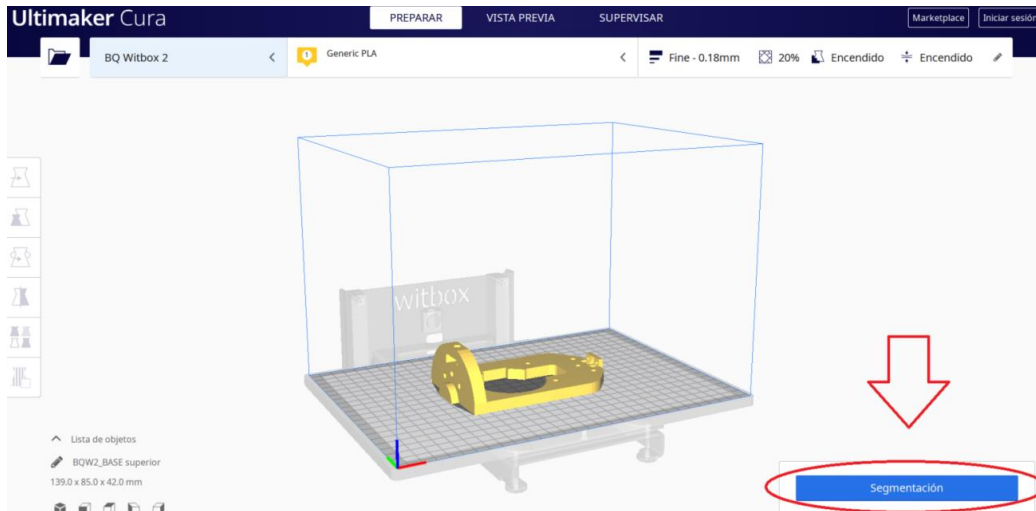 Ultimaker Cura
PREPARAR VISTA PREVIA SUPERVISAR
Marketplace Iniciar sesión
BQ Witbox 2
1 Generic PLA
Fine - 0.18mm 20% Encendido Encendido
witbox
Lista de objetos
BQW2_BASE superior
139.0 x 85.0 x 42.0 mm
Segmentación